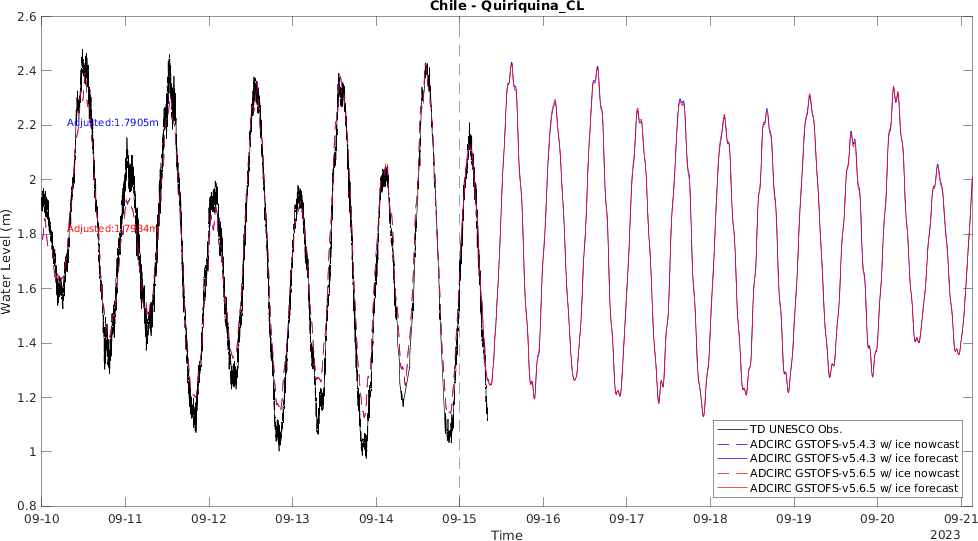 Chile - Quiriquina_CL
2.6
2.4
2.2
2
1.8
1.6
1.4
1.2
1
0.8
Water Level (m)
Adjusted:1.7905m
Adjusted:1.7934m
TD UNESCO Obs.
ADCIRC GSTOFS-v5.4.3 w/ ice nowcast
ADCIRC GSTOFS-v5.4.3 w/ ice forecast
ADCIRC GSTOFS-v5.6.5 w/ ice nowcast
ADCIRC GSTOFS-v5.6.5 w/ ice forecast
09-10 09-11 09-12 09-13 09-14 09-15 09-16 09-17 09-18 09-19 09-20 09-21
Time
2023